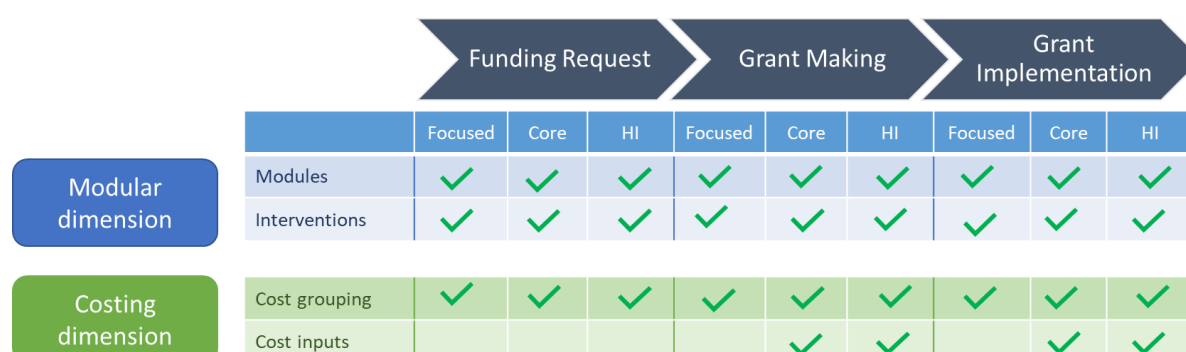 Funding Request
Grant Making
Grant
Implementation
Focused Core HI Focused Core HI Focused Core HI
Modular
dimension
Modules
Interventions
Costing
dimension
Cost grouping
Cost inputs